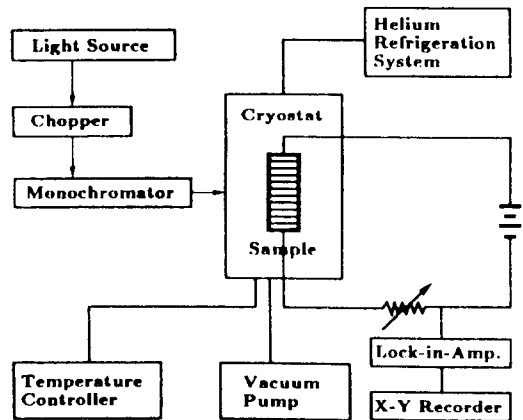 Light Source
Chopper
Monochromator
Helium
Refrigeration
System
Cryostat
Sample
Lock-in-Amp.
X-Y Recorder
Temperature
Controller
Vacuum
Pump